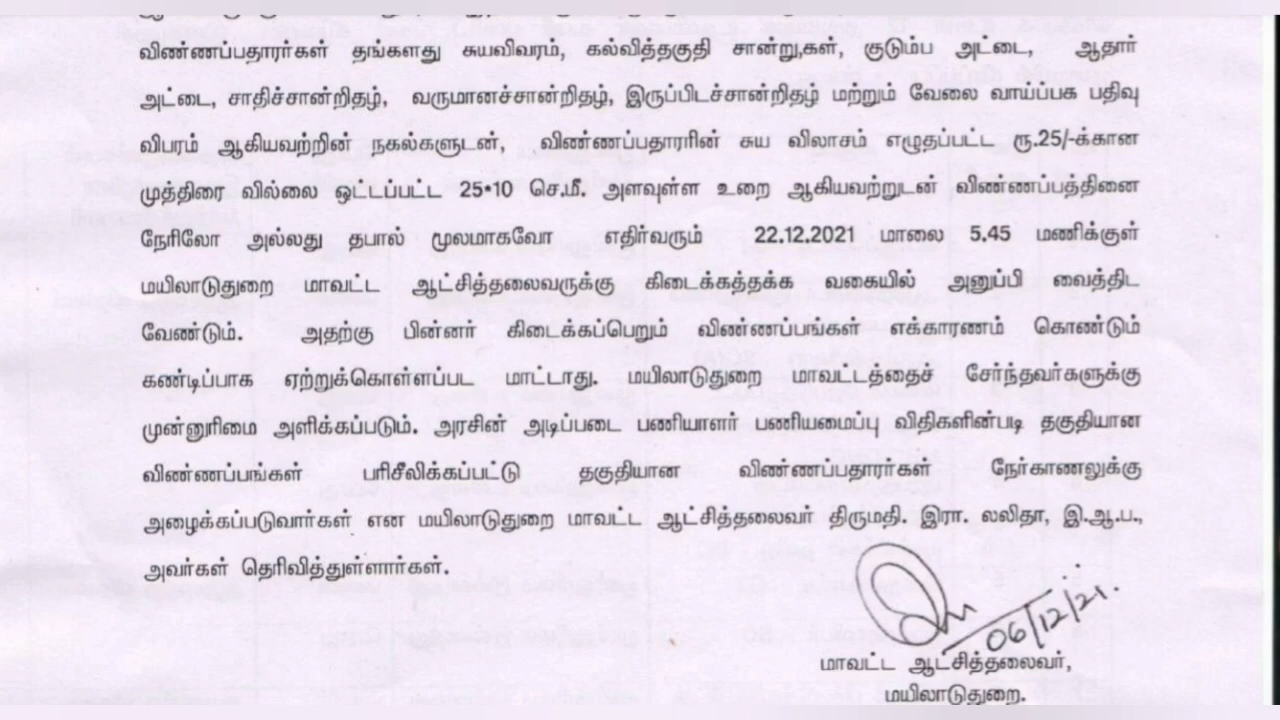 விண்ணப்பதாரர்கள் தங்களது சுயவிவரம், கல்வித்தகுதி சான்று,கள், குடும்ப அட்டை, ஆதார்
அட்டை, சாதிச்சான்றிதழ், வருமானச்சான்றிதழ், இருப்பிடச்சான்றிதழ் மற்றும் வேலை வாய்ப்பக பதிவு
விபரம் ஆகியவற்றின் நகல்களுடன், விண்ணப்பதாரரின் சுய விலாசம் எழுதப்பட்ட ரூ.25/-க்கான
முத்திரை வில்லை ஒட்டப்பட்ட 25*10 செ.மீ. அளவுள்ள உறை ஆகியவற்றுடன் விண்ணப்பத்தினை
நேரிலோ அல்லது தபால் மூலமாகவோ எதிர்வரும் 22.12.2021 மாலை 5.45 மணிக்குள்
மயிலாடுதுறை மாவட்ட ஆட்சித்தலைவருக்கு கிடைக்கத்தக்க வகையில் அனுப்பி வைத்திட
வேண்டும். அதற்கு பின்னர் கிடைக்கப்பெறும் விண்ணப்பங்கள் எக்காரணம் கொண்டும்
கண்டிப்பாக ஏற்றுக்கொள்ளப்பட மாட்டாது. மயிலாடுதுறை மாவட்டத்தைச் சேர்ந்தவர்களுக்கு
முன்னுரிமை அளிக்கப்படும். அரசின் அடிப்படை பணியாளர் பணியமைப்பு விதிகளின்படி தகுதியான
விண்ணப்பங்கள் பரிசீலிக்கப்பட்டு தகுதியான விண்ணப்பதாரர்கள் நேர்காணலுக்கு
அழைக்கப்படுவார்கள் என மயிலாடுதுறை மாவட்ட ஆட்சித்தலைவர் திருமதி. இரா. லலிதா, இ.ஆ.ப.,
அவர்கள் தெரிவித்துள்ளார்கள்.
06/12/21.
மாவட்ட ஆட்சித்தலைவர்,
மயிலாடுதுறை.